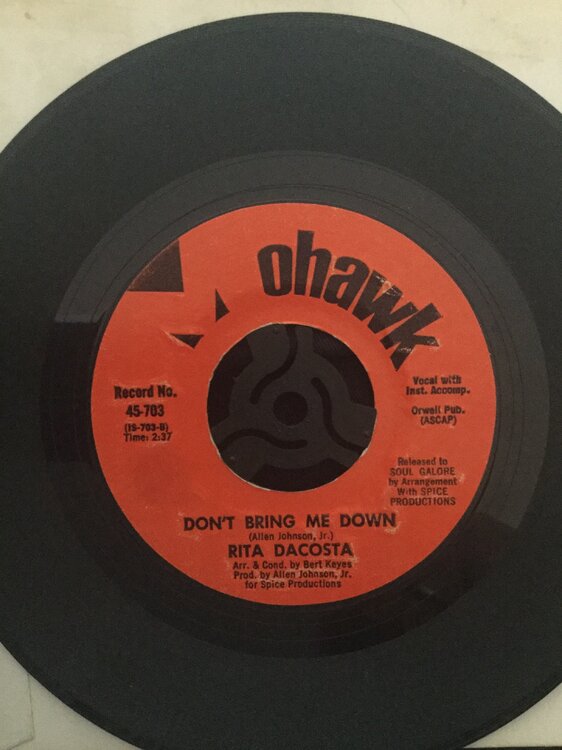 Mohawk
Record No.
45-703
(IS-703-B)
Time: 2:37
Vocal with
Inst. Accomp.
Orwell Pub.
(ASCAP)
Released to
SOUL GALORE
by Arrangement
With SPICE
PRODUCTIONS
DON'T BRING ME DOWN
(Allen Johnson, Jr.)
RITA DACOSTA
Arr. & Cond. by Bert Keyes
Prod. by Allen Johnson, Jr.
for Spice Productions